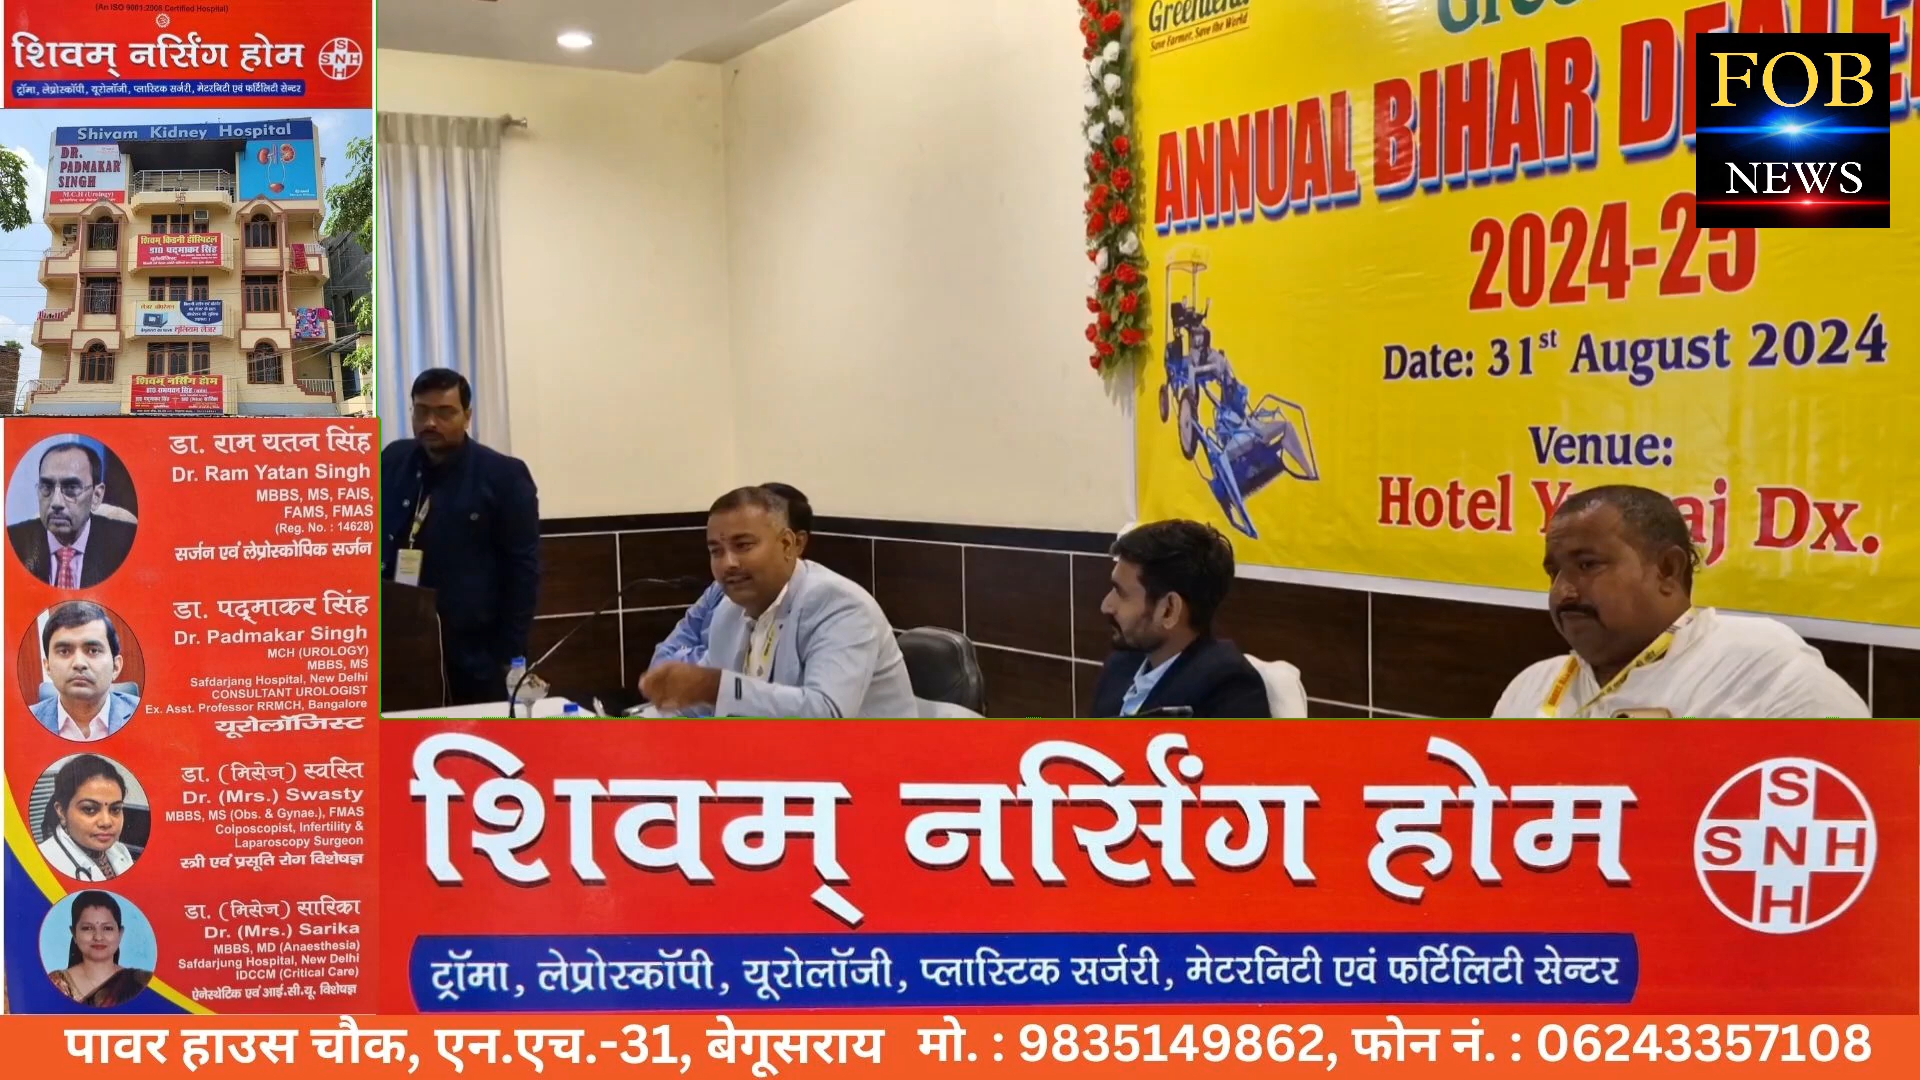 (An ISO 9001:2008 Certified Hospital)
शिवम् नर्सिंग होम
S
SNH
H
ट्रॉमा, लेप्रोस्कॉपी, यूरोलॉजी, प्लास्टिक सर्जरी, मेटरनिटी एवं फर्टिलिटी सेन्टर
Shivam Kidney Hospital
DR.
PADMAKAR
SINGH
M.C.H (Urology)
शिवम् किडनी हॉस्पिटल
डा0 पद्माकर सिंह
यूरोलॉजिस्ट
शिवम् नर्सिंग होम
डा. राम यतन सिंह
Dr. Ram Yatan Singh
MBBS, MS, FAIS,
FAMS, FMAS
(Reg. No. : 14628)
सर्जन एवं लेप्रोस्कोपिक सर्जन
डा. पद्माकर सिंह
Dr. Padmakar Singh
MCH (UROLOGY)
MBBS, MS
Safdarjang Hospital, New Delhi
CONSULTANT UROLOGIST
Ex. Asst. Professor RRMCH, Bangalore
यूरोलॉजिस्ट
डा. (मिसेज) स्वस्ति
Dr. (Mrs.) Swasty
MBBS, MS (Obs. & Gynae.), FMAS
Colposcopist, Infertility &
Laparoscopy Surgeon
स्त्री एवं प्रसूति रोग विशेषज्ञ
डा. (मिसेज) सारिका
Dr. (Mrs.) Sarika
MBBS, MD (Anaesthesia)
Safdarjung Hospital, New Delhi
IDCCM (Critical Care)
ऐनेस्थेटिक एवं आई.सी.यू. विशेषज्ञ
Greenland
Save Farmer, Save the World
ANNUAL BIHAR
2024-25
Date: 31st August 2024
Venue:
Hotel Dx.
FOB
NEWS
शिवम् नर्सिंग होम
S
SNH
H
ट्रॉमा, लेप्रोस्कॉपी, यूरोलॉजी, प्लास्टिक सर्जरी, मेटरनिटी एवं फर्टिलिटी सेन्टर
पावर हाउस चौक, एन.एच.-31, बेगूसराय मो. : 9835149862, फोन नं. : 06243357108